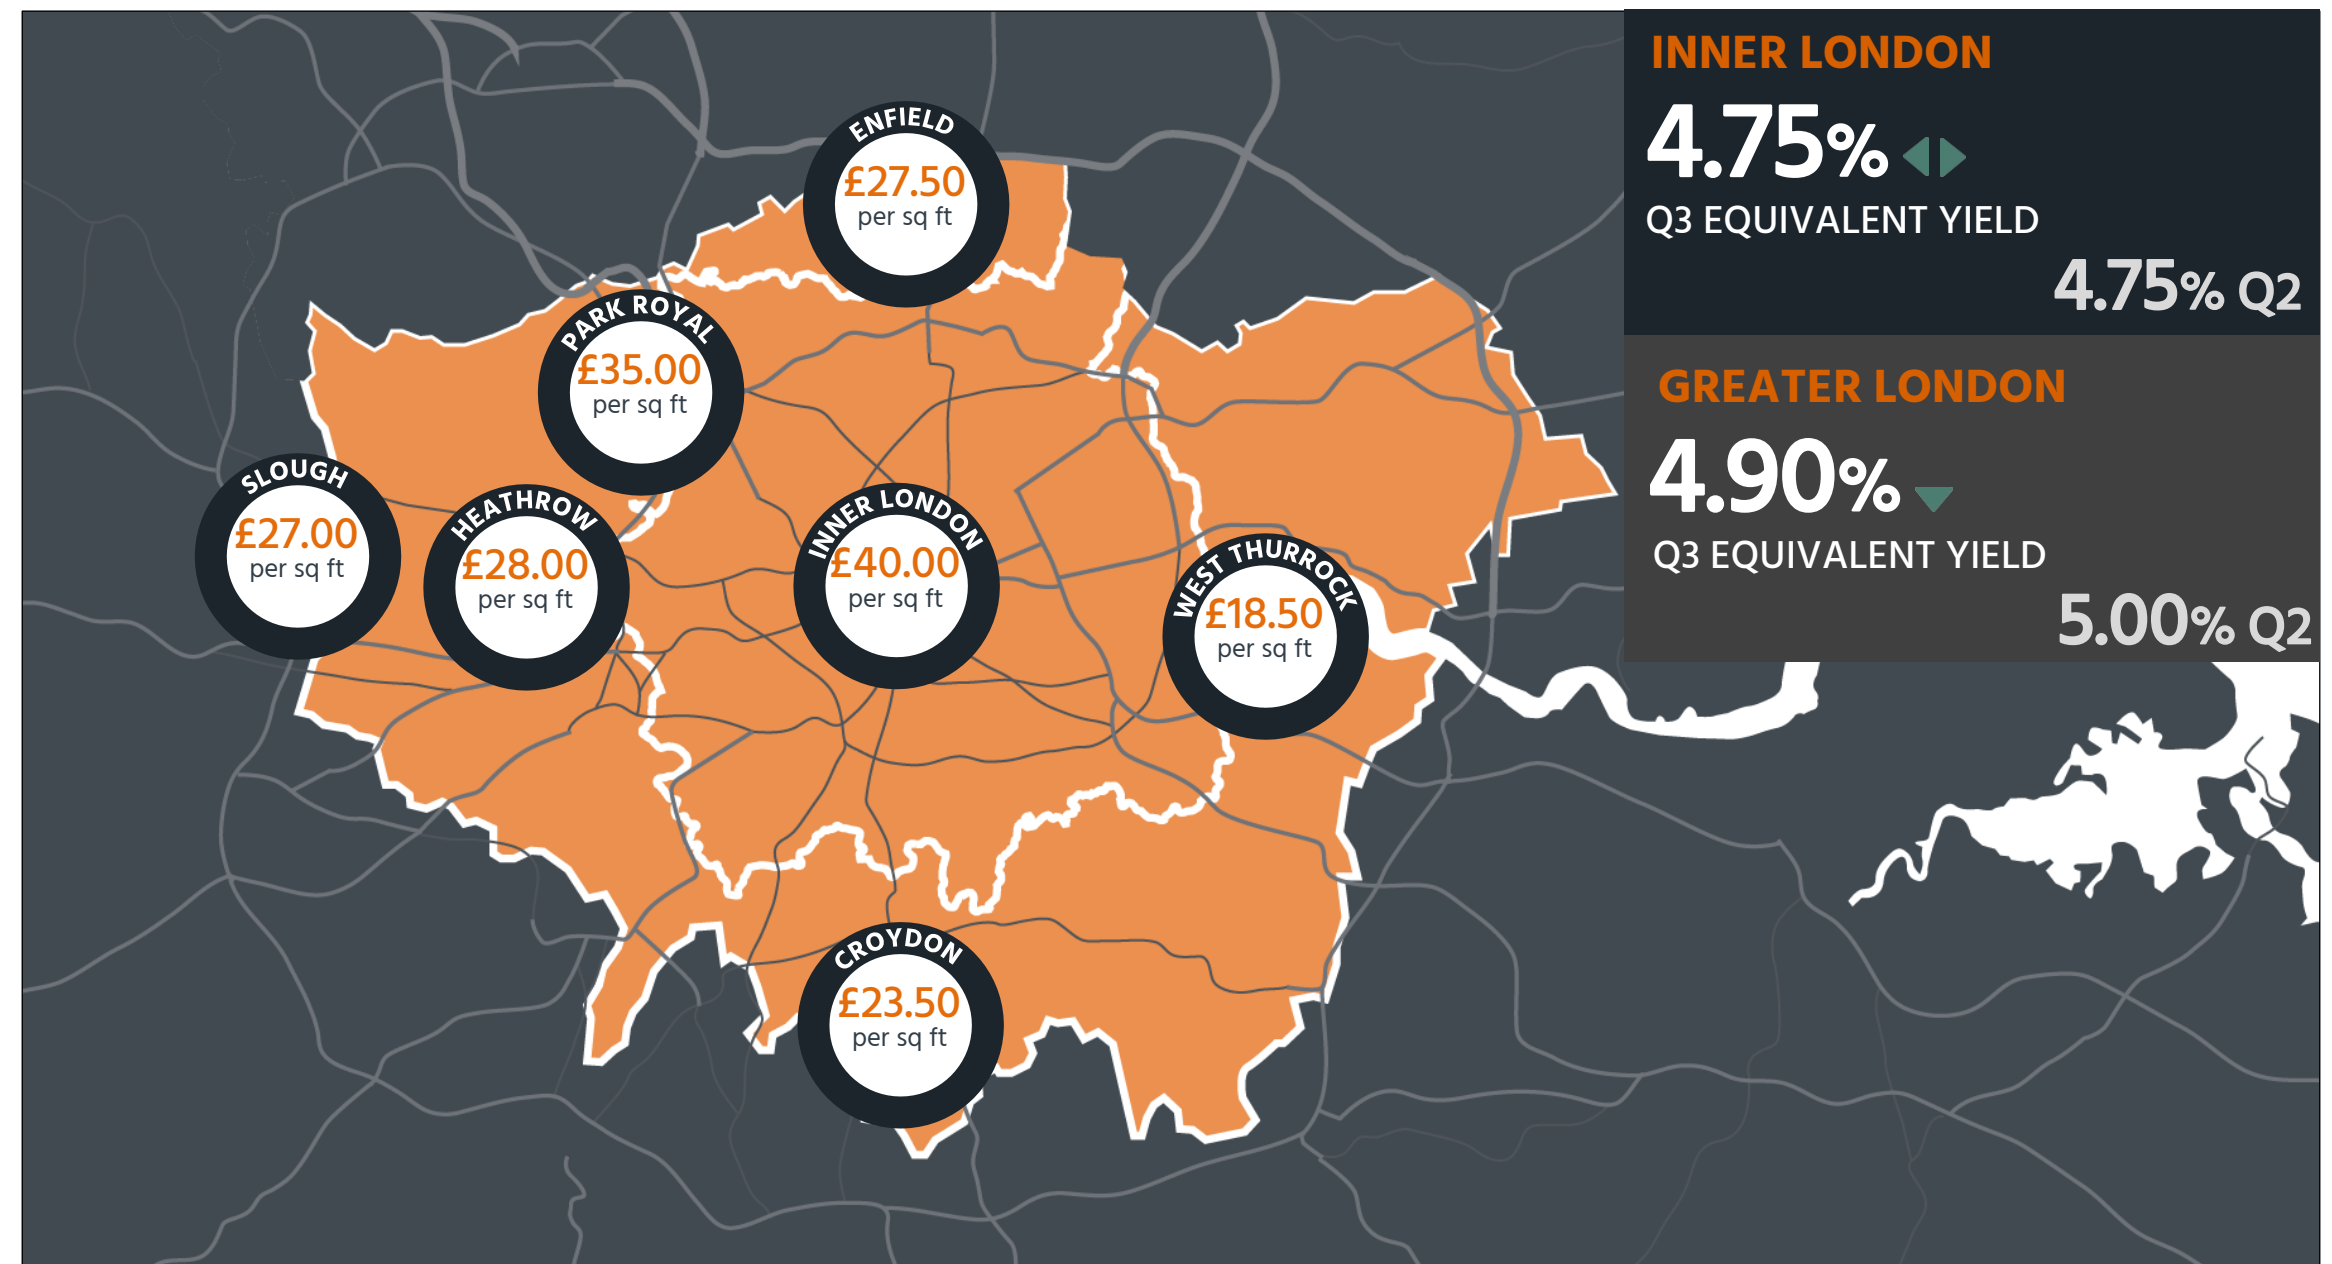 INNER LONDON
4.75%
Q3 EQUIVALENT YIELD
4.75% Q2
GREATER LONDON
4.90%
Q3 EQUIVALENT YIELD
5.00% Q2
ENFIELD
£27.50
per sq ft
PARK ROYAL
£35.00
per sq ft
SLOUGH
£27.00
per sq ft
HEATHROW
£28.00
per sq ft
INNER LONDON
£40.00
per sq ft
WEST THURROCK
£18.50
per sq ft
CROYDON
£23.50
per sq ft